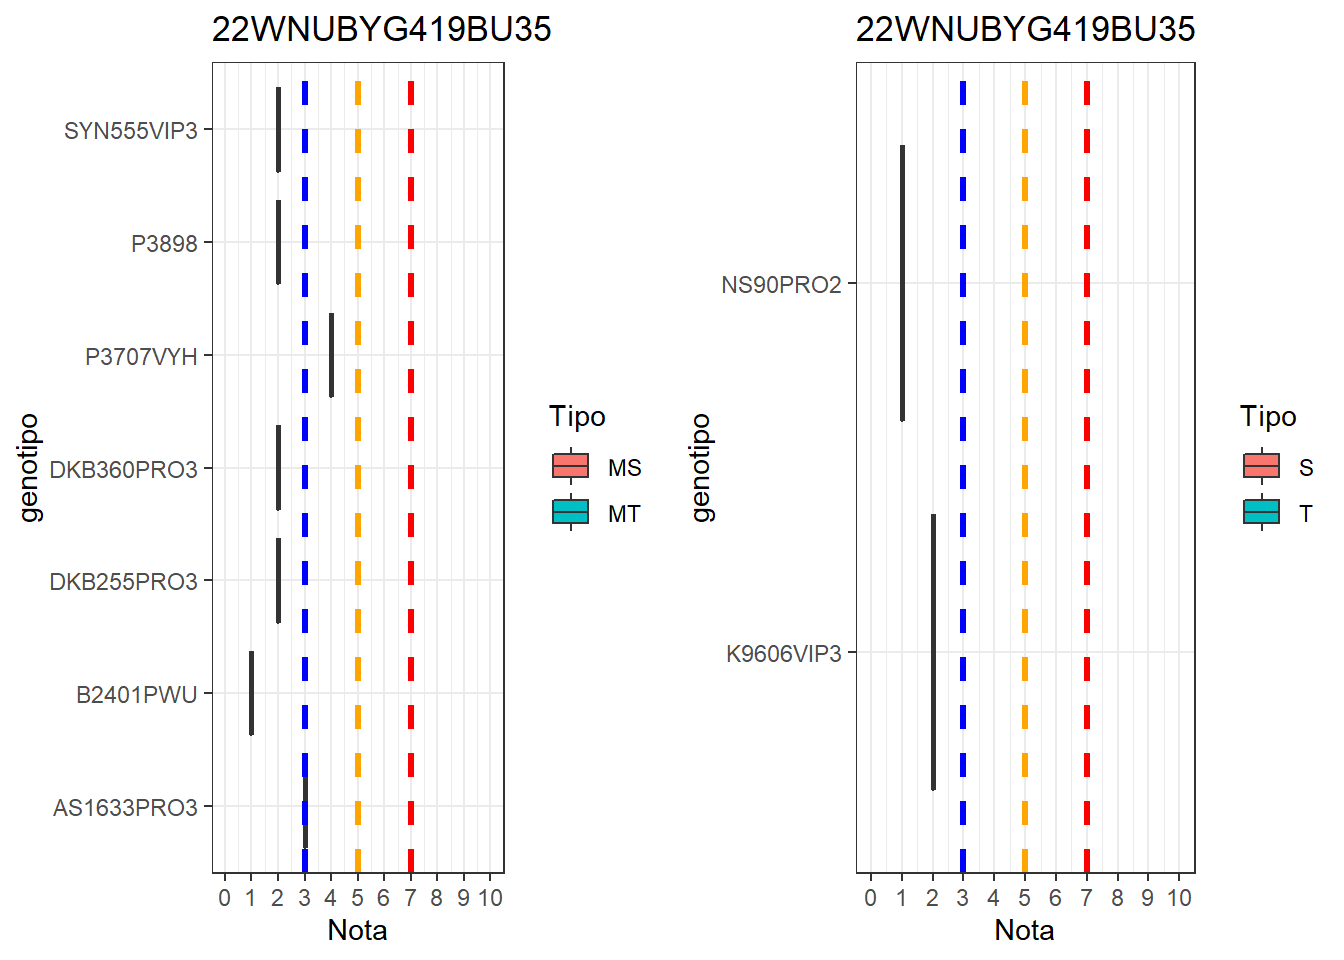 22WNUBYG419BU35
genotipo
SYN555VIP3
P3898
P3707VYH
DKB360PRO3
DKB255PRO3
B2401PWU
AS1633PRO3
0 1 2 3 4 5 6 7 8 9 10
Nota
Tipo
MS
MT
22WNUBYG419BU35
genotipo
NS90PRO2
K9606VIP3
0 1 2 3 4 5 6 7 8 9 10
Nota
Tipo
S
T